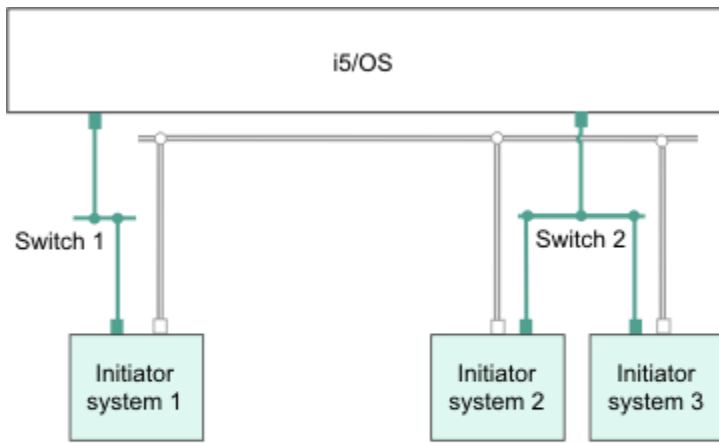 i5/OS
Switch 1
Switch 2
Initiator
system 1
Initiator
system 2
Initiator
system 3